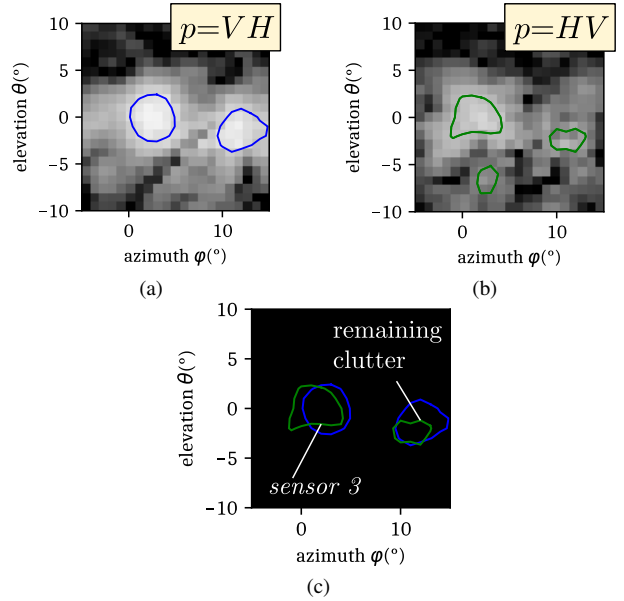 p=VH
10
5
0
−5
−10
elevation θ(°)
0
10
azimuth φ(°)
(a)
p=HV
10
5
0
−5
−10
elevation θ(°)
0
10
azimuth φ(°)
(b)
10
5
0
−5
−10
elevation θ(°)
remaining
clutter
sensor 3
0
10
azimuth φ(°)
(c)